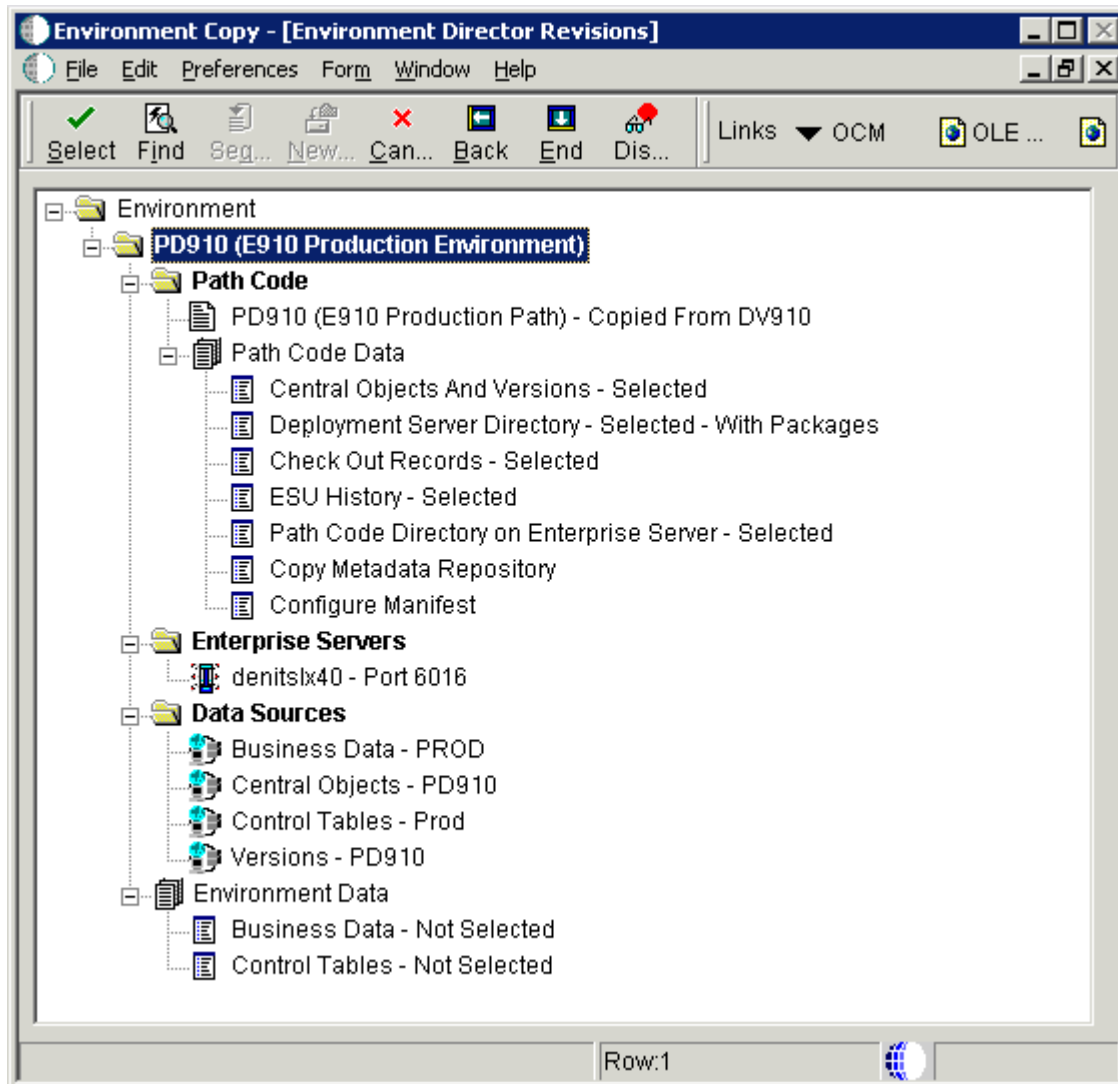 Environment Copy - [Environment Director Revisions]
File Edit Preferences Form Window Help
Select Find Seq... New... Can... Back End Dis... Links OCM OLE ...
Environment
PD910 (E910 Production Environment)
Path Code
PD910 (E910 Production Path) - Copied From DV910
Path Code Data
Central Objects And Versions - Selected
Deployment Server Directory - Selected - With Packages
Check Out Records - Selected
ESU History - Selected
Path Code Directory on Enterprise Server - Selected
Copy Metadata Repository
Configure Manifest
Enterprise Servers
denitslx40 - Port 6016
Data Sources
Business Data - PROD
Central Objects - PD910
Control Tables - Prod
Versions - PD910
Environment Data
Business Data - Not Selected
Control Tables - Not Selected
Row:1